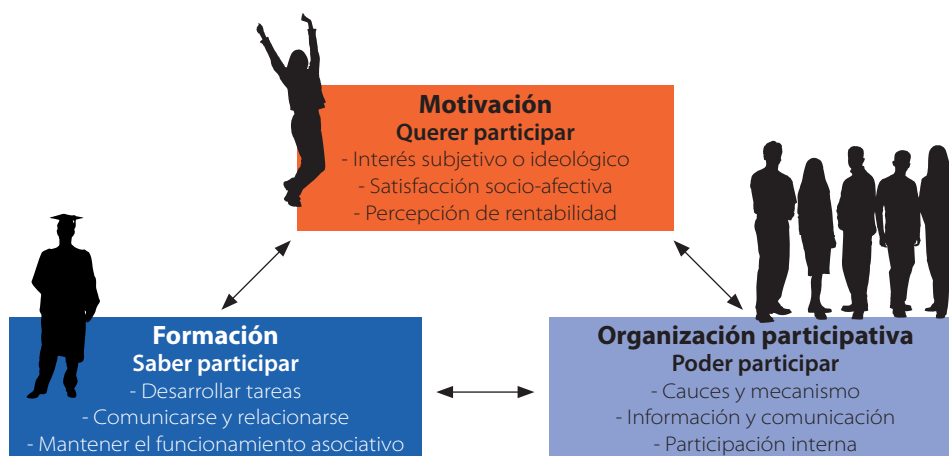 Motivación
Querer participar
- Interés subjetivo o ideológico
- Satisfacción socio-afectiva
- Percepción de rentabilidad
Formación
Saber participar
- Desarrollar tareas
- Comunicarse y relacionarse
- Mantener el funcionamiento asociativo
Organización participativa
Poder participar
- Cauces y mecanismo
- Información y comunicación
- Participación interna